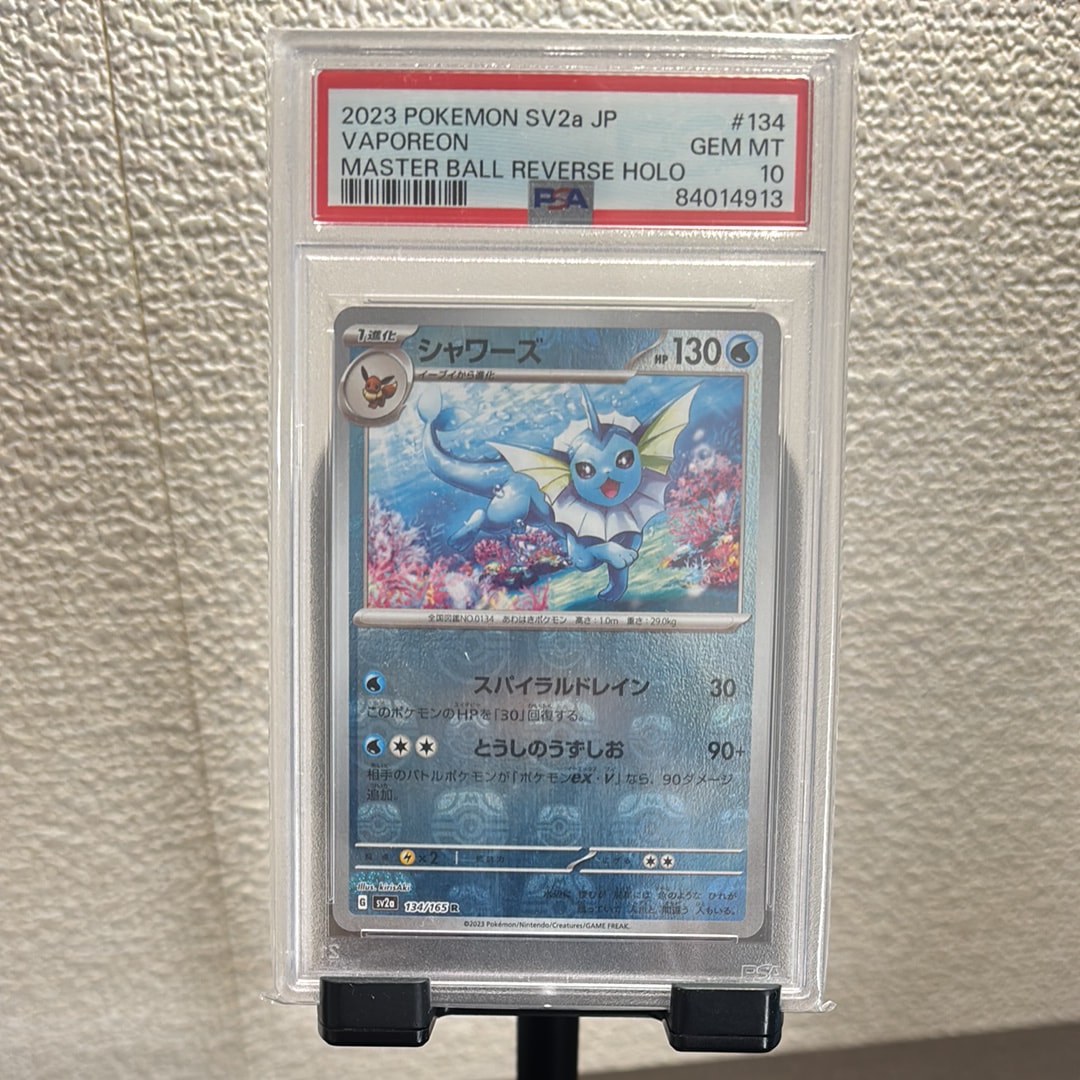 2023 POKEMON SV2a JP #134
VAPOREON GEM MT
MASTER BALL REVERSE HOLO 10
PSA 84014913
1進化 シャワーズ HP 130
イーブイから進化
全国図鑑NO.0134 あわはきポケモン 高さ:1.0m 重さ:29.0kg
スパイラルドレイン 30
このポケモンのHPを「30」回復する。
とうしのうずしお 90+
相手のバトルポケモンが「ポケモンex・V」なら、90ダメージ
追加。
×2
Illus. kirisAki
G sv2a 134/165 R
©2023 Pokémon/Nintendo/Creatures/GAME FREAK.
PSA